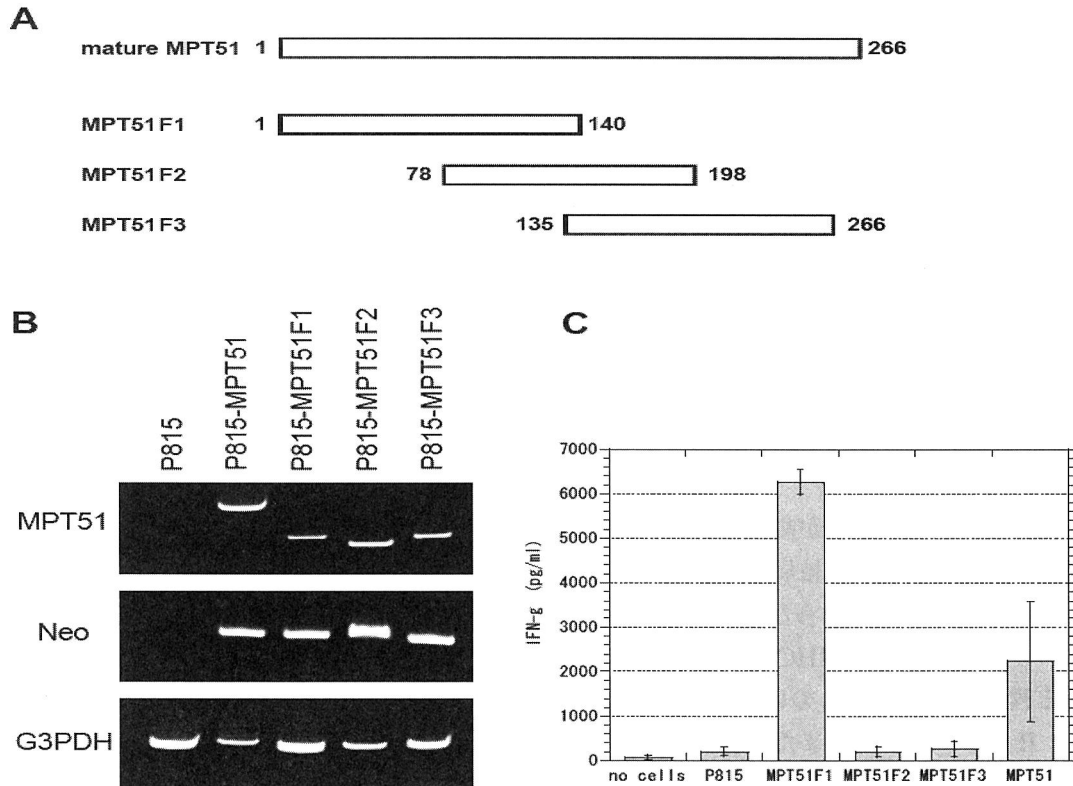 A
mature MPT51 1 266
MPT51F1 1 140
MPT51F2 78 198
MPT51F3 135 266
B
P815
P815-MPT51
P815-MPT51F1
P815-MPT51F2
P815-MPT51F3
MPT51
Neo
G3PDH
C
IFN-g (pg/ml)
7000
6000
5000
4000
3000
2000
1000
0
no cells P815 MPT51F1 MPT51F2 MPT51F3 MPT51